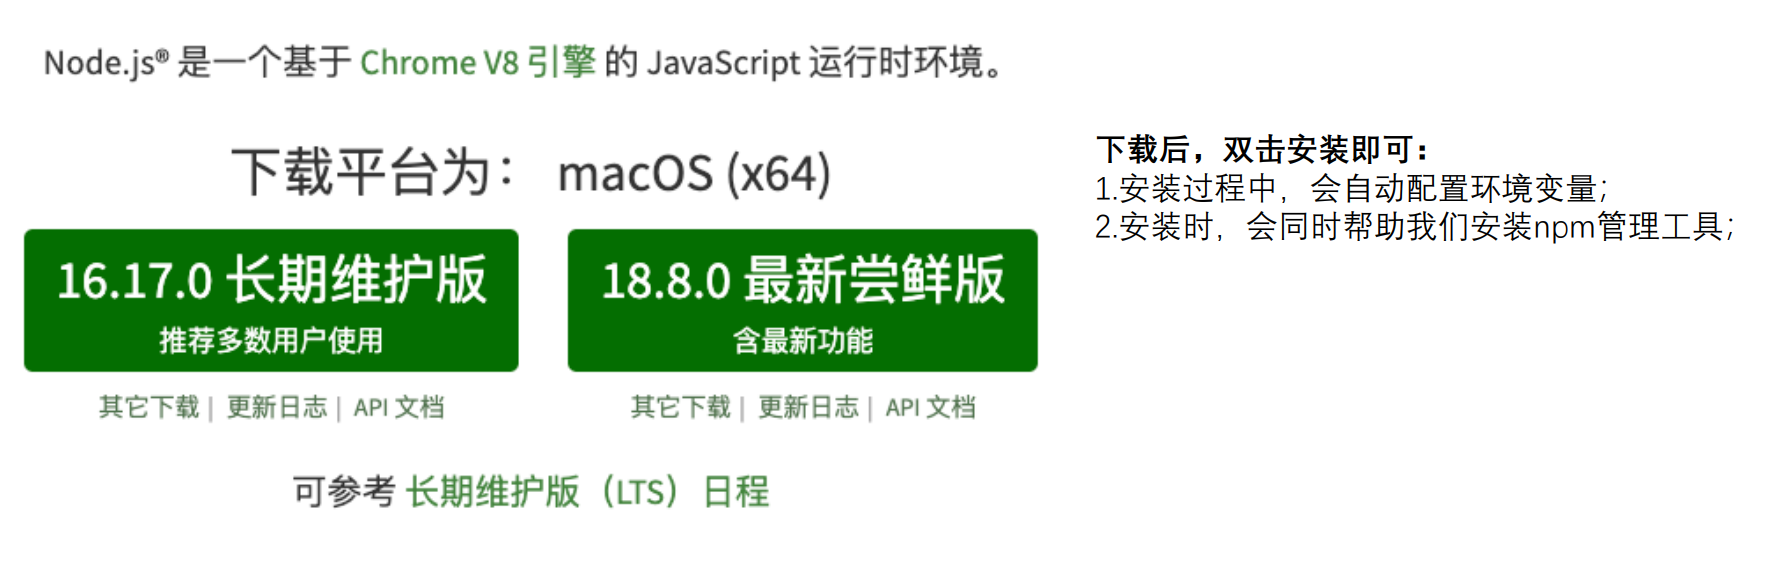 Node.js® 是一个基于 Chrome V8 引擎 的 JavaScript 运行时环境。
下载平台为： macOS (x64)
16.17.0 长期维护版
推荐多数用户使用
其它下载 | 更新日志 | API 文档
18.8.0 最新尝鲜版
含最新功能
其它下载 | 更新日志 | API 文档
可参考 长期维护版（LTS）日程
下载后，双击安装即可：
1.安装过程中，会自动配置环境变量；
2.安装时，会同时帮助我们安装npm管理工具；